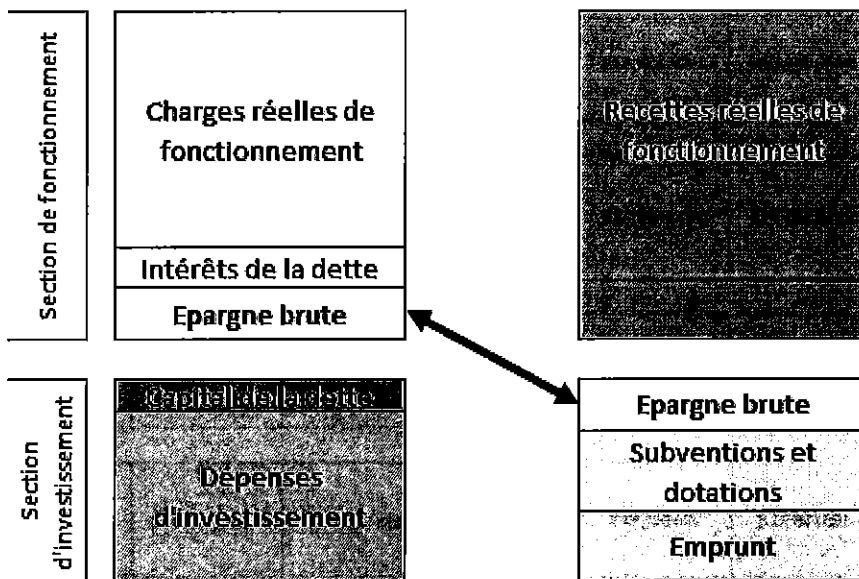 Section de fonctionnement
Charges réelles de
fonctionnement
Intérêts de la dette
Epargne brute
Recettes réelles de
fonctionnement
Section
d'investissement
Capital de la dette
Dépenses
d'investissement
Epargne brute
Subventions et
dotations
Emprunt